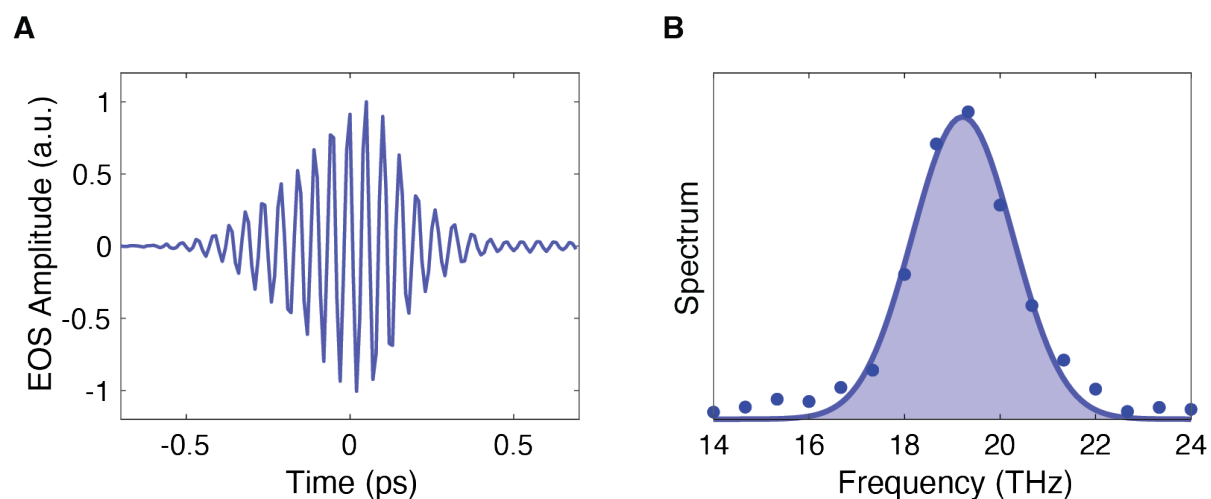 A
B
EOS Amplitude (a.u.)
1
0.5
0
-0.5
-1
-0.5 0 0.5
Time (ps)
Spectrum
14 16 18 20 22 24
Frequency (THz)